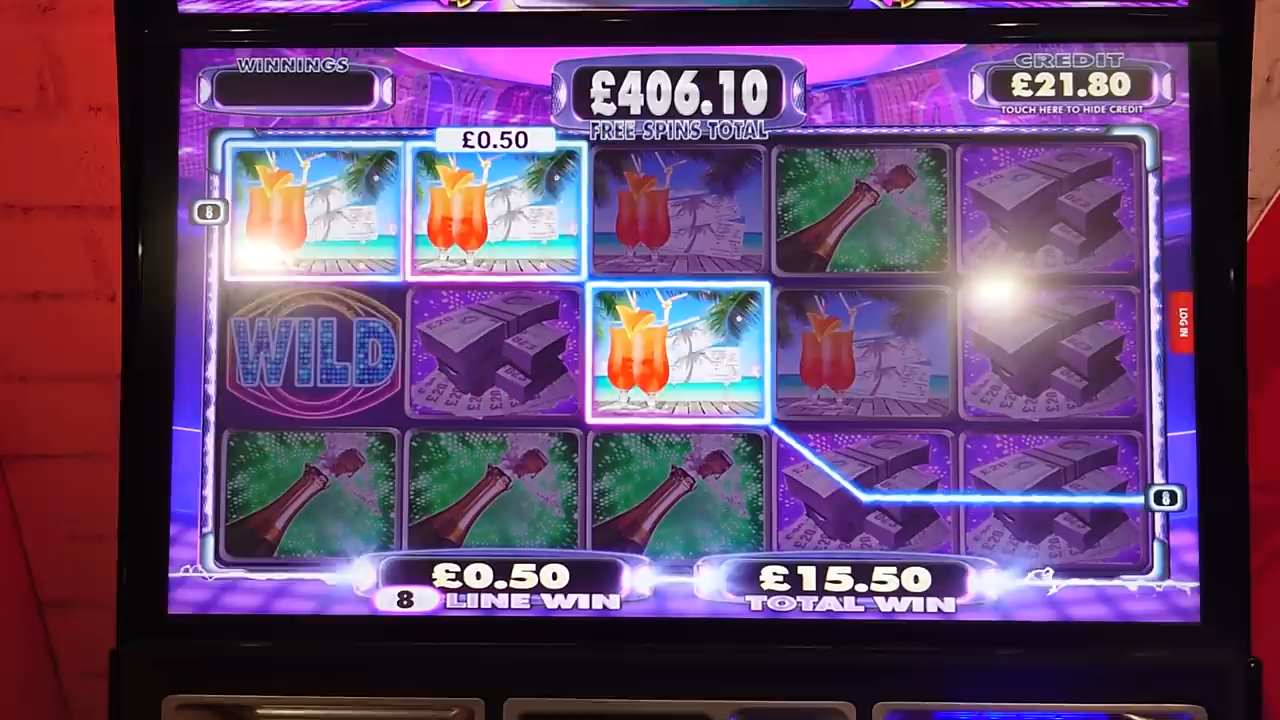 WINNINGS
£406.10
FREE SPINS TOTAL
CREDIT
£21.80
TOUCH HERE TO HIDE CREDIT
£0.50
8
WILD
LOG IN
8
£0.50
8 LINE WIN
£15.50
TOTAL WIN